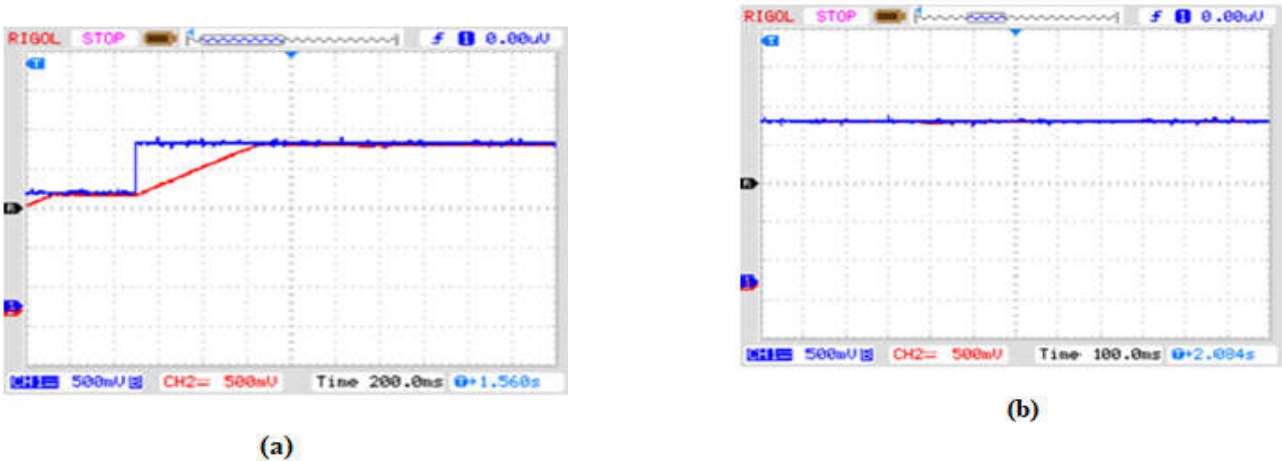 RIGOL STOP f 1 0.00uV
T
CH1 500mV B CH2= 500mV Time 200.0ms T→1.560s
(a)
RIGOL STOP f 1 0.00uV
T
CH1 500mV B CH2= 500mV Time 100.0ms T→2.084s
(b)